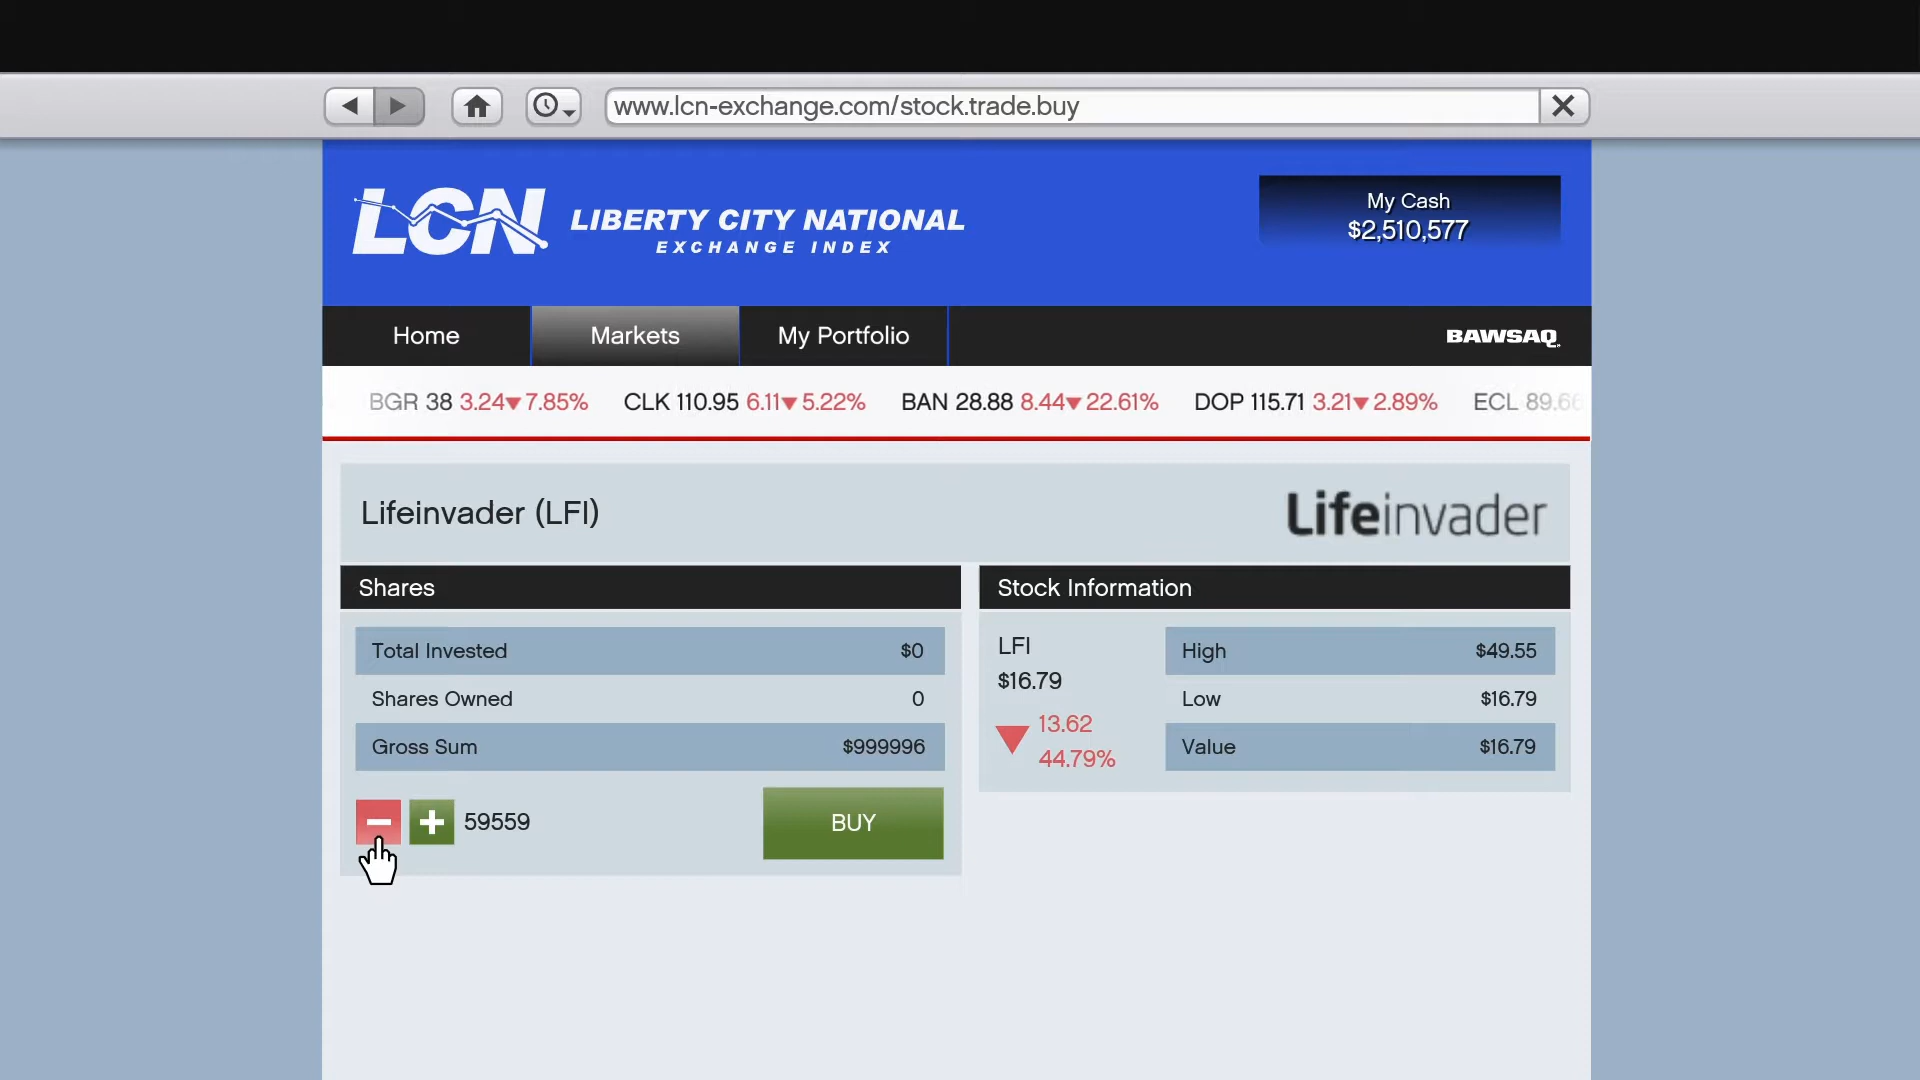 www.lcn-exchange.com/stock.trade.buy
LCN LIBERTY CITY NATIONAL
EXCHANGE INDEX
My Cash
$2,510,577
Home Markets My Portfolio BAWSAQ
BGR 38 3.24▼7.85% CLK 110.95 6.11▼5.22% BAN 28.88 8.44▼22.61% DOP 115.71 3.21▼2.89% ECL 89.66
Lifeinvader (LFI) Lifeinvader
Shares
Total Invested $0
Shares Owned 0
Gross Sum $999996
59559 BUY
Stock Information
LFI
$16.79
13.62
44.79%
High $49.55
Low $16.79
Value $16.79